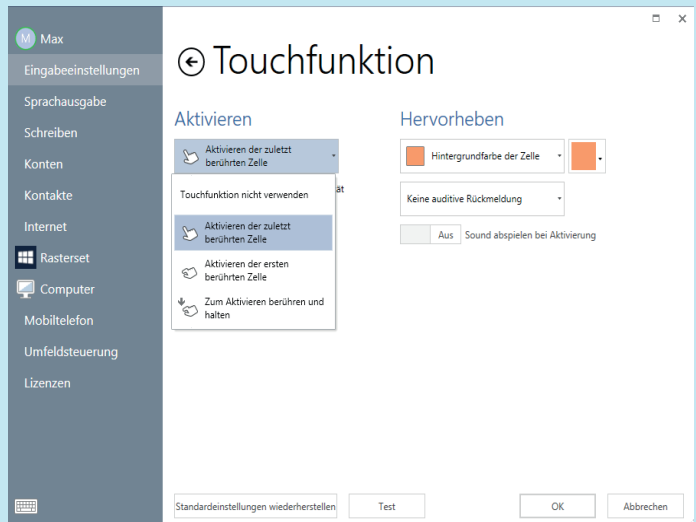 M Max
Eingabeeinstellungen
Sprachausgabe
Schreiben
Konten
Kontakte
Internet
Rasterset
Computer
Mobiltelefon
Umfeldsteuerung
Lizenzen
Touchfunktion
Aktivieren
Aktivieren der zuletzt
berührten Zelle
ät
Touchfunktion nicht verwenden
Aktivieren der zuletzt
berührten Zelle
Aktivieren der ersten
berührten Zelle
Zum Aktivieren berühren und
halten
Hervorheben
Hintergrundfarbe der Zelle
Keine auditive Rückmeldung
Aus Sound abspielen bei Aktivierung
Standardeinstellungen wiederherstellen Test OK Abbrechen